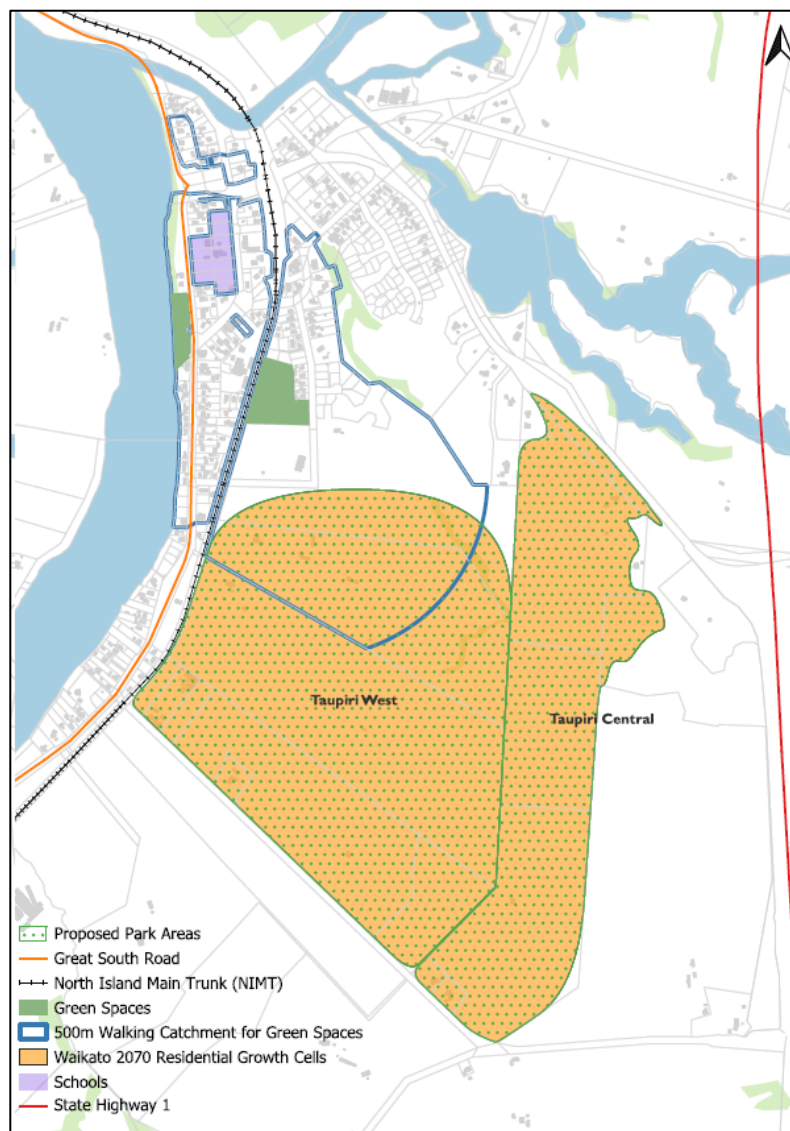 Taupiri West
Taupiri Central
Proposed Park Areas
Great South Road
North Island Main Trunk (NIMT)
Green Spaces
500m Walking Catchment for Green Spaces
Waikato 2070 Residential Growth Cells
Schools
State Highway 1